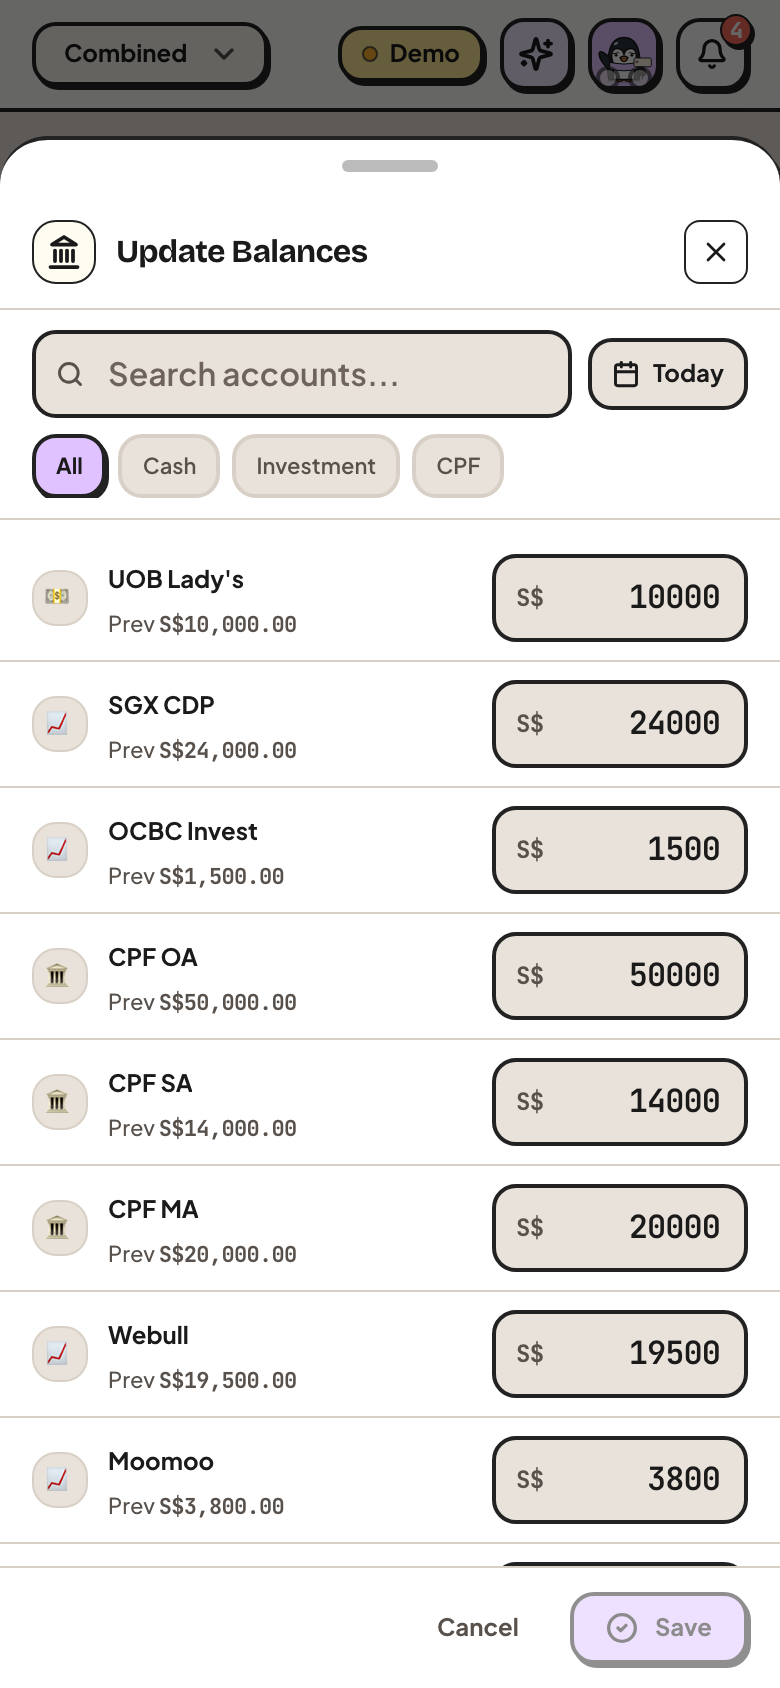 Combined
Demo
4
Update Balances
Search accounts...
Today
All
Cash
Investment
CPF
UOB Lady's
Prev S$10,000.00
S$ 10000
SGX CDP
Prev S$24,000.00
S$ 24000
OCBC Invest
Prev S$1,500.00
S$ 1500
CPF OA
Prev S$50,000.00
S$ 50000
CPF SA
Prev S$14,000.00
S$ 14000
CPF MA
Prev S$20,000.00
S$ 20000
Webull
Prev S$19,500.00
S$ 19500
Moomoo
Prev S$3,800.00
S$ 3800
Cancel
Save